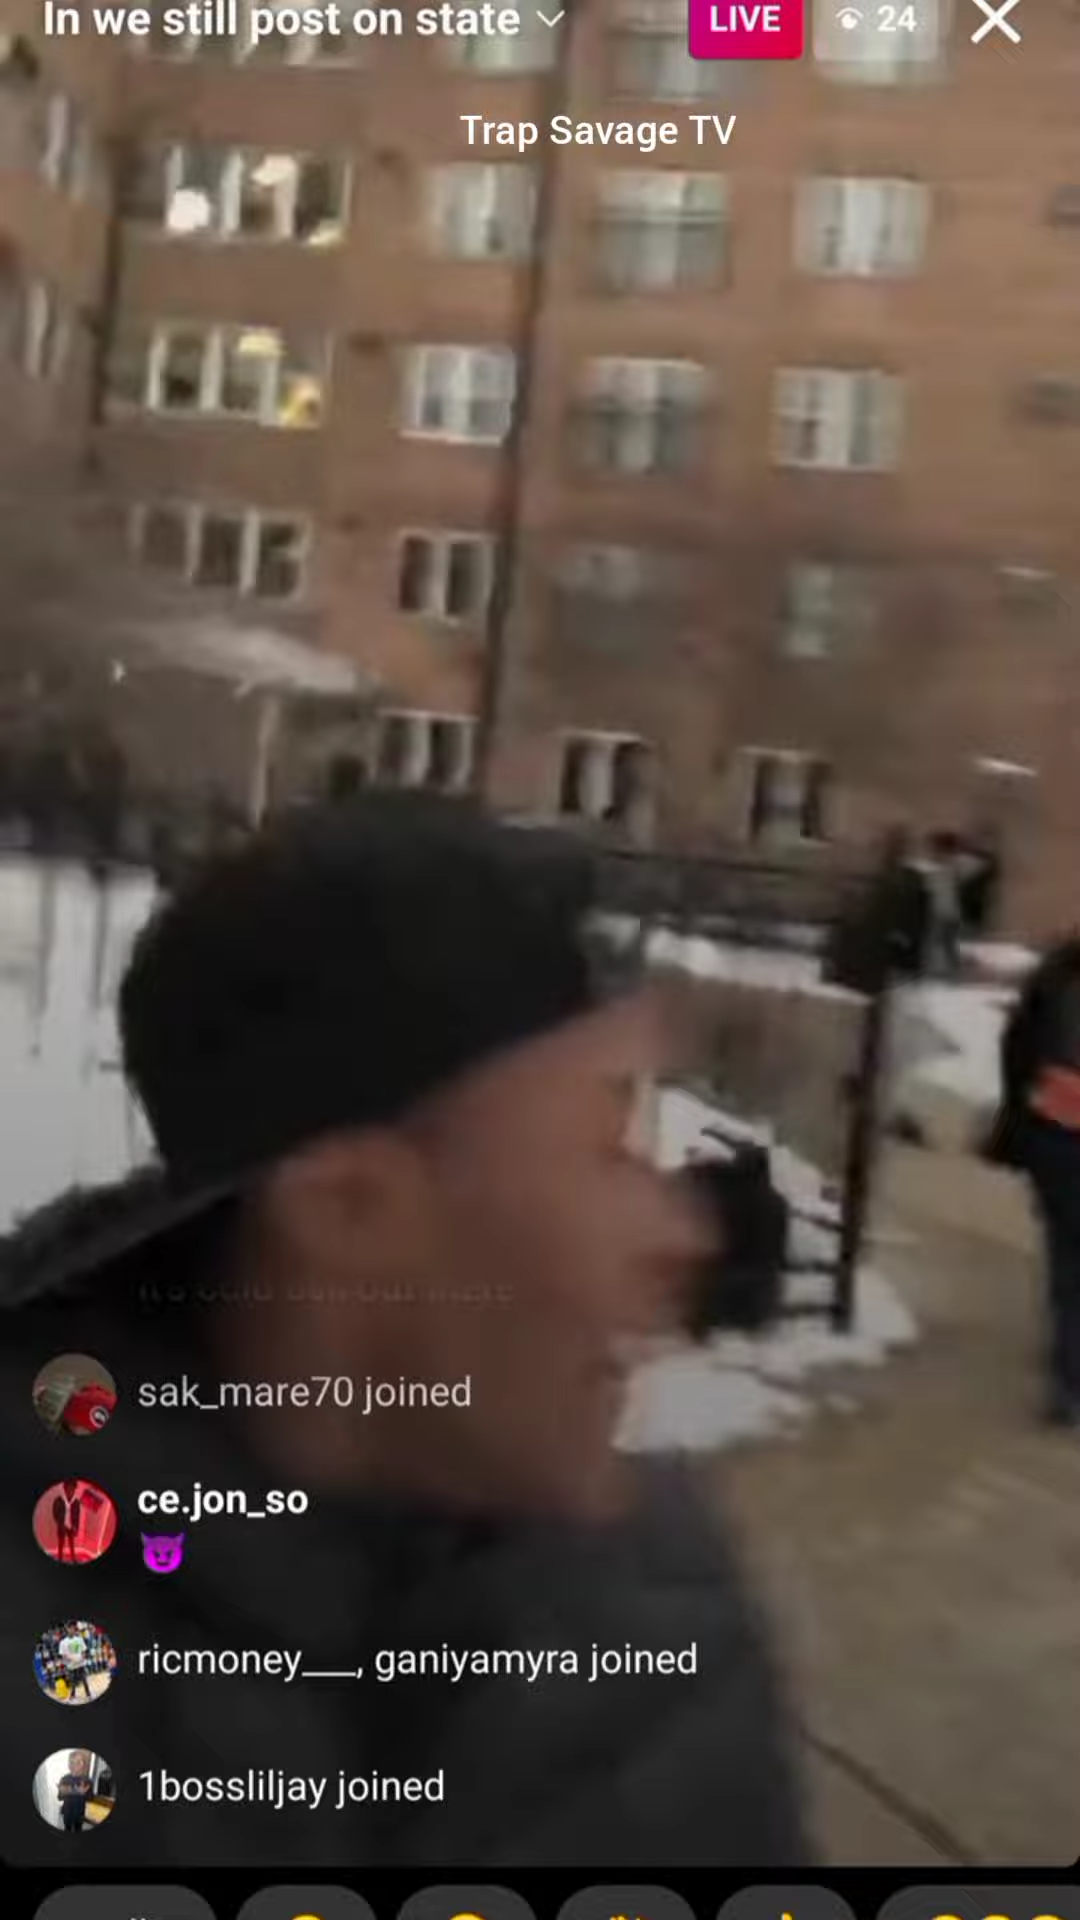 In we still post on state
LIVE
24
Trap Savage TV
sak_mare70 joined
ce.jon_so
😈
ricmoney___, ganiyamyra joined
1bossliljay joined